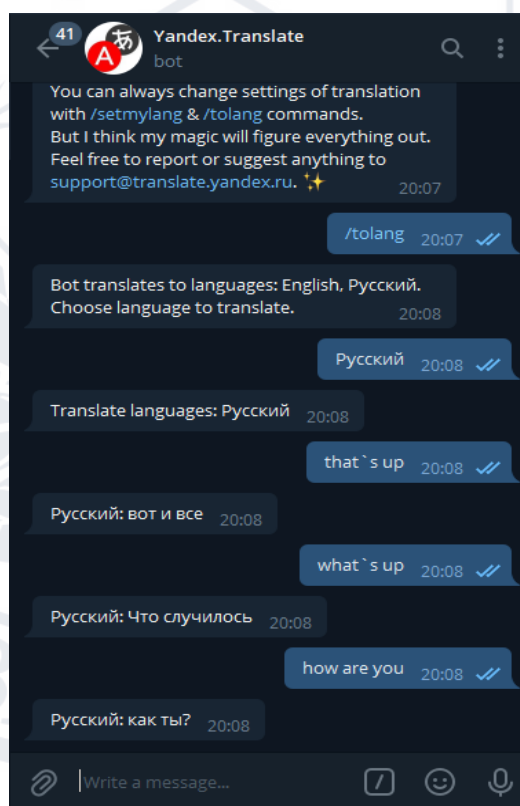 41
Yandex.Translate
bot
You can always change settings of translation
with /setmylang & /tolang commands.
But I think my magic will figure everything out.
Feel free to report or suggest anything to
support@translate.yandex.ru. ✨ 20:07
/tolang 20:07
Bot translates to languages: English, Русский.
Choose language to translate. 20:08
Русский 20:08
Translate languages: Русский 20:08
that`s up 20:08
Русский: вот и все 20:08
what`s up 20:08
Русский: Что случилось 20:08
how are you 20:08
Русский: как ты? 20:08
Write a message...